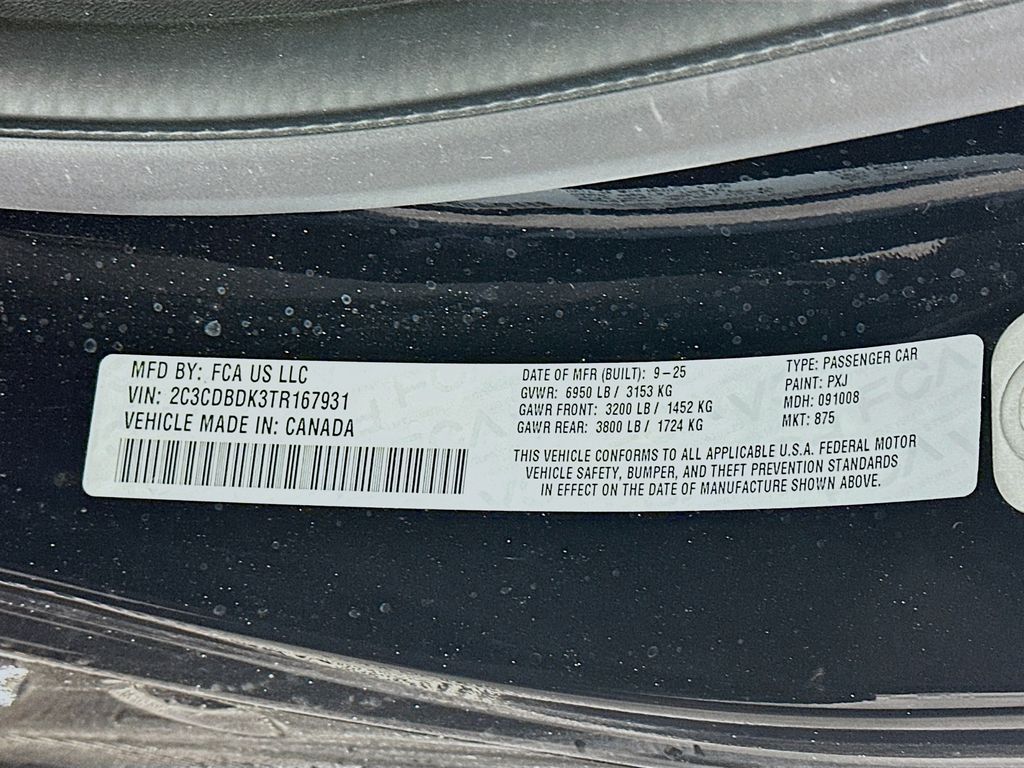 MFD BY: FCA US LLC
VIN: 2C3CDBDK3TR167931
VEHICLE MADE IN: CANADA
DATE OF MFR (BUILT): 9-25
GVWR: 6950 LB / 3153 KG
GAWR FRONT: 3200 LB / 1452 KG
GAWR REAR: 3800 LB / 1724 KG
TYPE: PASSENGER CAR
PAINT: PXJ
MDH: 091008
MKT: 875
THIS VEHICLE CONFORMS TO ALL APPLICABLE U.S.A. FEDERAL MOTOR
VEHICLE SAFETY, BUMPER, AND THEFT PREVENTION STANDARDS
IN EFFECT ON THE DATE OF MANUFACTURE SHOWN ABOVE.